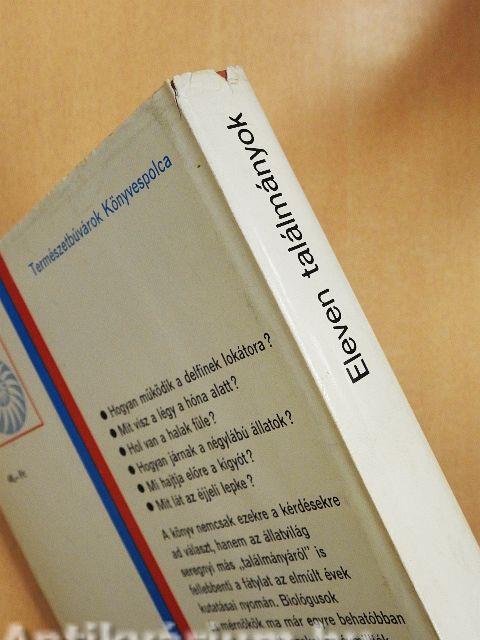 Eleven találmányok
Természetbúvárok Könyvespolca
● Hogyan működik a delfinek lokátora?
● Mit visz a légy a hóna alatt?
● Hol van a halak füle?
● Hogyan járnak a négylábú állatok?
● Mi hajtja előre a kígyót?
● Mit lát az éjjeli lepke?
A könyv nemcsak ezekre a kérdésekre
ad választ, hanem az állatvilág
seregnyi más „találmányáról" is
fellebbenti a fátylat az elmúlt évek
kutatásai nyomán. Biológusok
mérnökök ma már egyre behatóbban